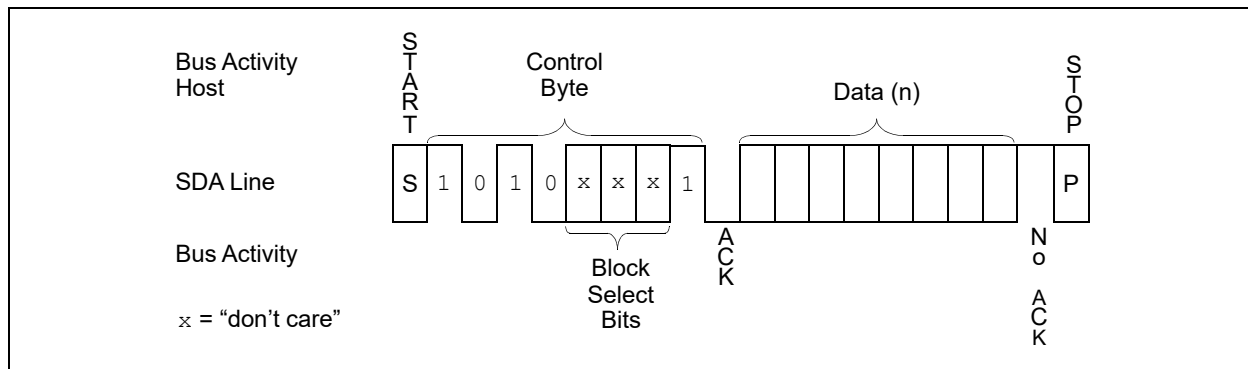 Bus Activity
Host
START
Control
Byte
Data (n)
STOP
SDA Line
S 1 0 1 0 x x x 1 P
Bus Activity
ACK
No ACK
Block
Select
Bits
x = “don’t care”